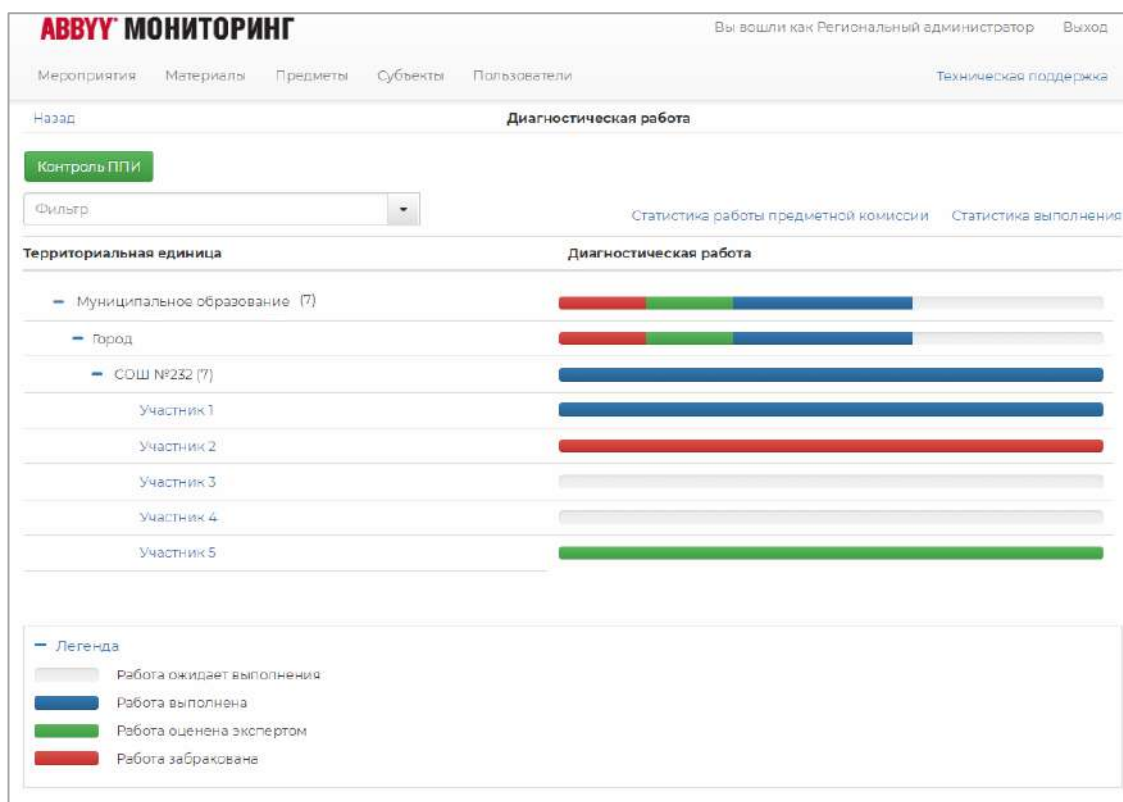 ABBYY® МОНИТОРИНГ Вы вошли как Региональный администратор Выход
Мероприятия Материалы Предметы Субъекты Пользователи Техническая поддержка
Назад Диагностическая работа
Контроль ППИ
Фильтр
Статистика работы предметной комиссии Статистика выполнения
Территориальная единица Диагностическая работа
Муниципальное образование (7)
Город
СОШ №232 (7)
Участник 1
Участник 2
Участник 3
Участник 4
Участник 5
Легенда
Работа ожидает выполнения
Работа выполнена
Работа оценена экспертом
Работа забракована